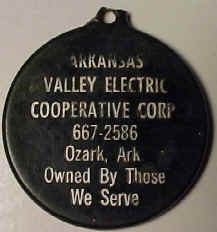 ARKANSAS
VALLEY ELECTRIC
COOPERATIVE CORP
667-2586
Ozark, Ark
Owned By Those
We Serve